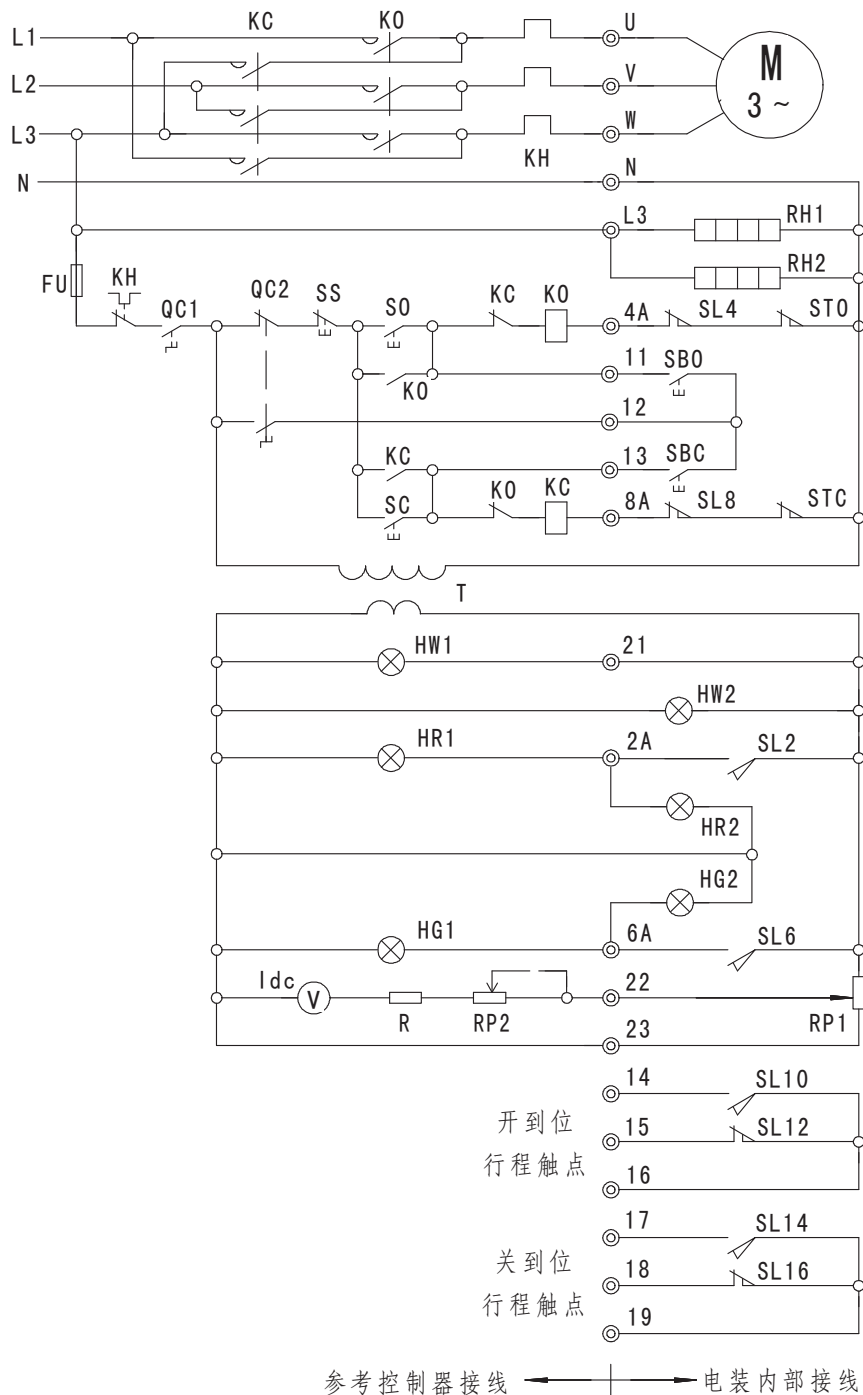 KC KO U
L1
M
3 ~
L2 V
L3 W
KH
N N
L3 RH1
RH2
FU KH
QC1 QC2 SS SO KC KO 4A SL4 STO
KO 11 SBO
12
KC 13 SBC
SC KO KC 8A SL8 STC
T
HW1 21
HW2
HR1 2A SL2
HR2
HG2
HG1 6A SL6
Idc V R RP2 22 RP1
23
14 SL10
开到位
15 SL12
行程触点
16
17 SL14
关到位
18 SL16
行程触点
19
参考控制器接线 电装内部接线